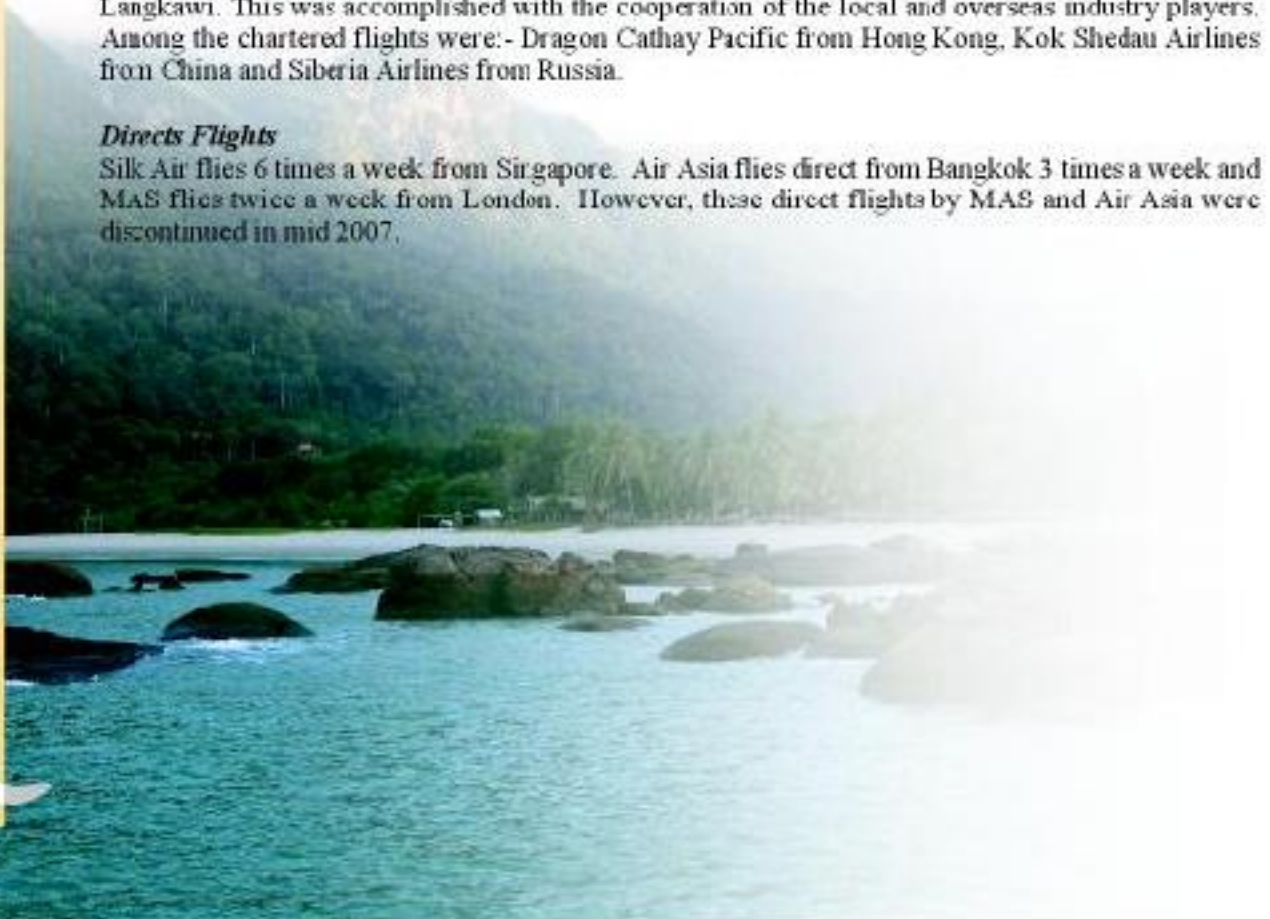 Langkawi. This was accomplished with the cooperation of the local and overseas industry players.
Among the chartered flights were:- Dragon Cathay Pacific from Hong Kong, Kok Shedau Airlines
from China and Siberia Airlines from Russia.
Directs Flights
Silk Air flies 6 times a week from Singapore. Air Asia flies direct from Bangkok 3 times a week and
MAS flies twice a week from London. However, these direct flights by MAS and Air Asia were
discontinued in mid 2007.